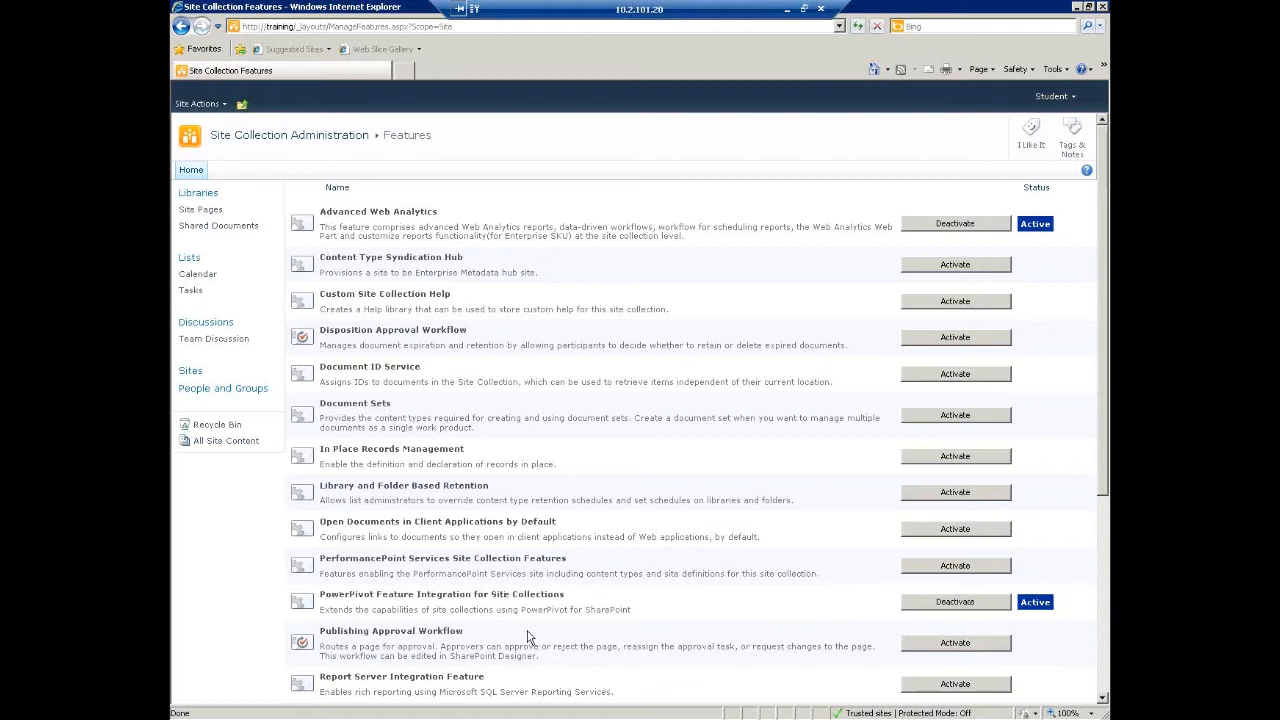 Site Collection Features - Windows Internet Explorer
10.2.101.20
http://training/_layouts/ManageFeatures.aspx?Scope=Site
Bing
Favorites
Suggested Sites
Web Slice Gallery
Site Collection Features
Page
Safety
Tools
Site Actions
Student
Site Collection Administration ▸ Features
I Like It
Tags &
Notes
Home
Libraries
Site Pages
Shared Documents
Lists
Calendar
Tasks
Discussions
Team Discussion
Sites
People and Groups
Recycle Bin
All Site Content
Name
Status
Advanced Web Analytics
This feature comprises advanced Web Analytics reports, data-driven workflows, workflow for scheduling reports, the Web Analytics Web
Part and customize reports functionality(for Enterprise SKU) at the site collection level.
Deactivate
Active
Content Type Syndication Hub
Provisions a site to be Enterprise Metadata hub site.
Activate
Custom Site Collection Help
Creates a Help library that can be used to store custom help for this site collection.
Activate
Disposition Approval Workflow
Manages document expiration and retention by allowing participants to decide whether to retain or delete expired documents.
Activate
Document ID Service
Assigns IDs to documents in the Site Collection, which can be used to retrieve items independent of their current location.
Activate
Document Sets
Provides the content types required for creating and using document sets. Create a document set when you want to manage multiple
documents as a single work product.
Activate
In Place Records Management
Enable the definition and declaration of records in place.
Activate
Library and Folder Based Retention
Allows list administrators to override content type retention schedules and set schedules on libraries and folders.
Activate
Open Documents in Client Applications by Default
Configures links to documents so they open in client applications instead of Web applications, by default.
Activate
PerformancePoint Services Site Collection Features
Features enabling the PerformancePoint Services site including content types and site definitions for this site collection.
Activate
PowerPivot Feature Integration for Site Collections
Extends the capabilities of site collections using PowerPivot for SharePoint
Deactivate
Active
Publishing Approval Workflow
Routes a page for approval. Approvers can approve or reject the page, reassign the approval task, or request changes to the page.
This workflow can be edited in SharePoint Designer.
Activate
Report Server Integration Feature
Enables rich reporting using Microsoft SQL Server Reporting Services.
Activate
Done
Trusted sites | Protected Mode: Off
100%